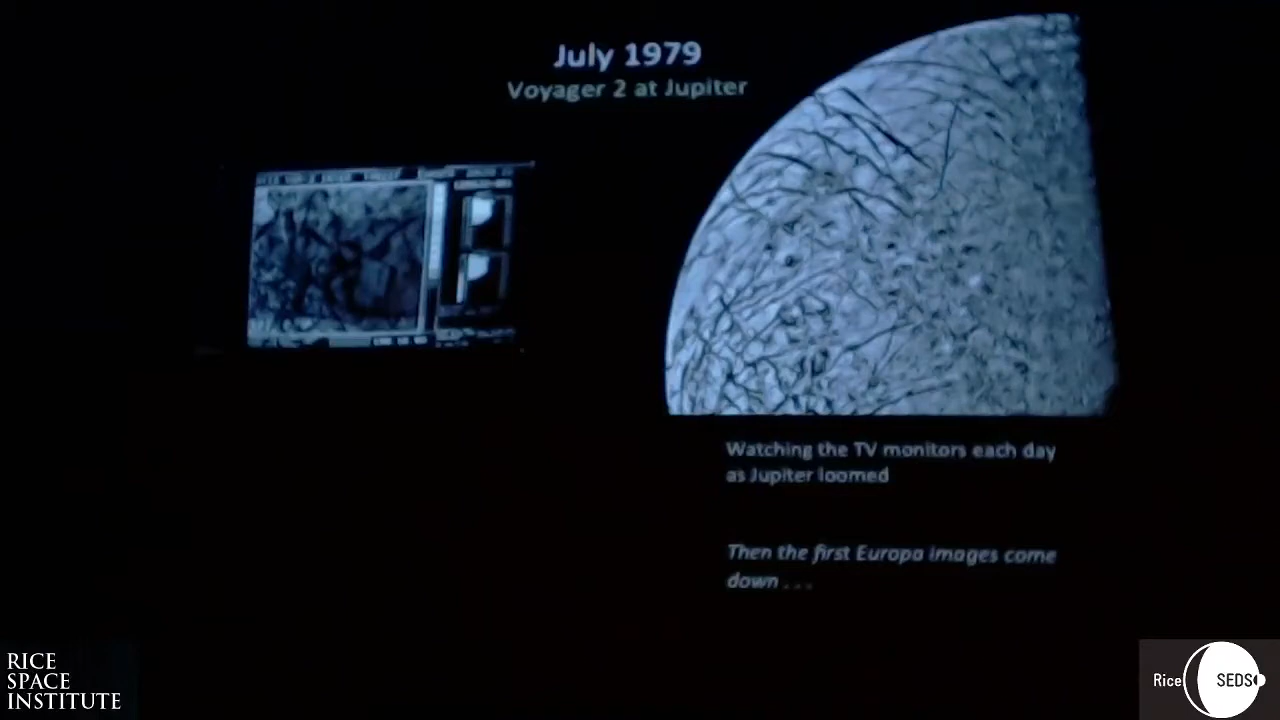 July 1979
Voyager 2 at Jupiter
Watching the TV monitors each day
as Jupiter loomed
Then the first Europa images come
down . . .
RICE
SPACE
INSTITUTE
Rice SEDS